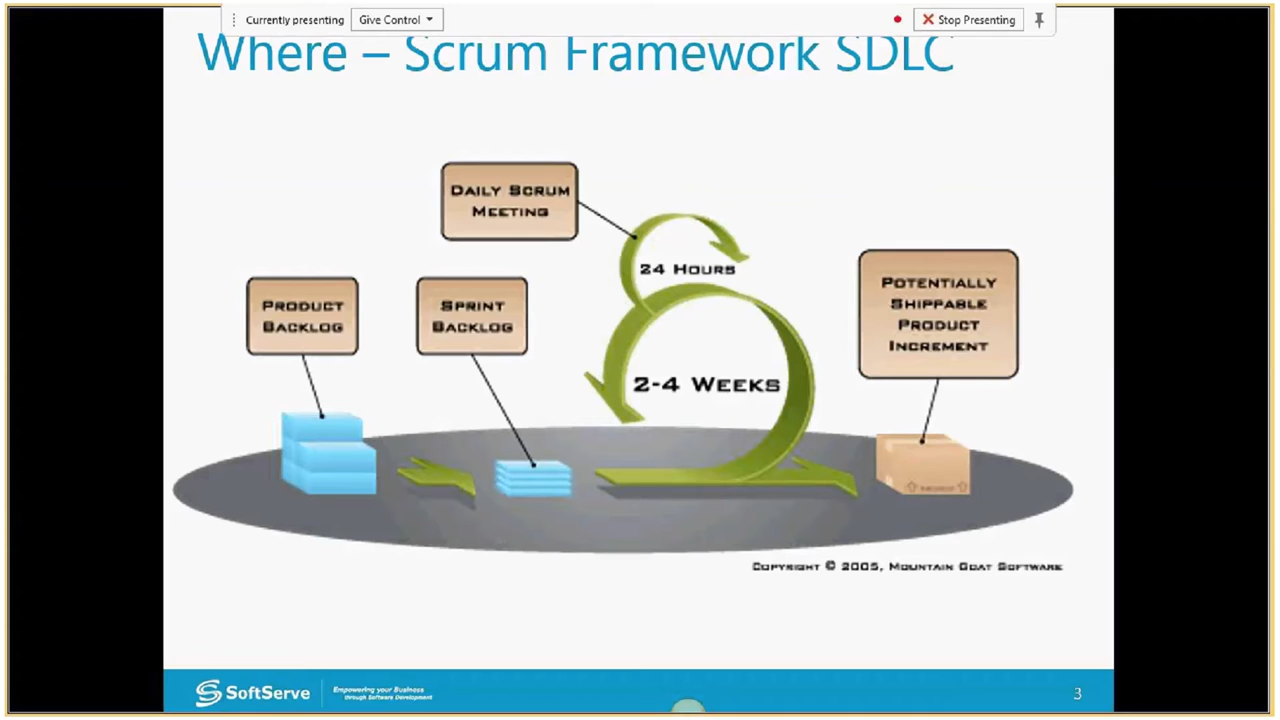 Currently presenting
Give Control
Stop Presenting
Where – Scrum Framework SDLC
DAILY SCRUM
MEETING
24 HOURS
PRODUCT
BACKLOG
SPRINT
BACKLOG
POTENTIALLY
SHIPPABLE
PRODUCT
INCREMENT
2-4 WEEKS
COPYRIGHT © 2005, MOUNTAIN GOAT SOFTWARE
SoftServe
Empowering your Business
through Software Development
3